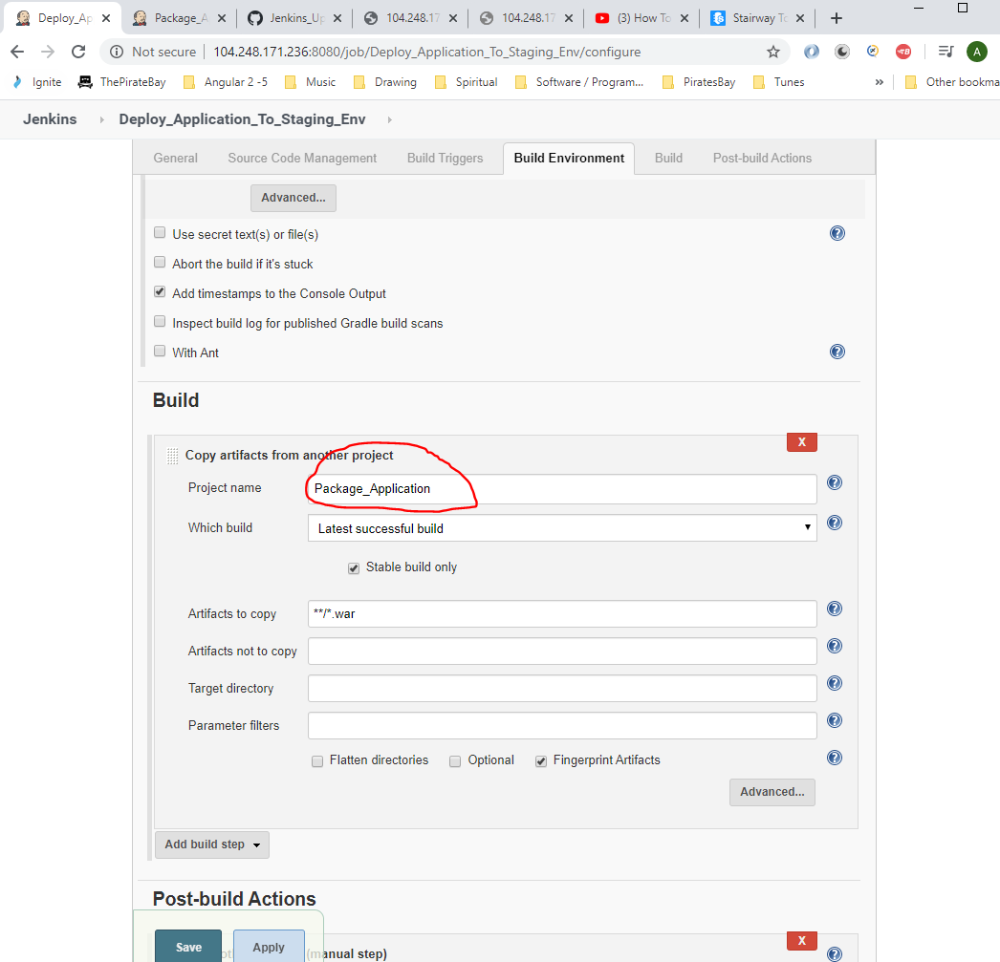 Deploy_Ap
Package_A
Jenkins_Up
104.248.17
104.248.17
(3) How To
Stairway To
Not secure
104.248.171.236:8080/job/Deploy_Application_To_Staging_Env/configure
A
Ignite
ThePirateBay
Angular 2 -5
Music
Drawing
Spiritual
Software / Program...
PiratesBay
Tunes
»
Other bookma
Jenkins
Deploy_Application_To_Staging_Env
General
Source Code Management
Build Triggers
Build Environment
Build
Post-build Actions
Advanced...
Use secret text(s) or file(s)
Abort the build if it's stuck
Add timestamps to the Console Output
Inspect build log for published Gradle build scans
With Ant
Build
X
Copy artifacts from another project
Project name
Package_Application
Which build
Latest successful build
Stable build only
Artifacts to copy
**/*.war
Artifacts not to copy
Target directory
Parameter filters
Flatten directories
Optional
Fingerprint Artifacts
Advanced...
Add build step
Post-build Actions
X
Save
Apply
(manual step)